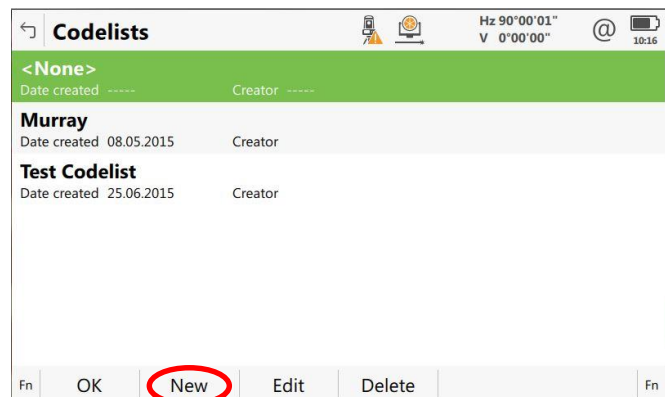 Codelists
Hz 90°00'01"
V 0°00'00"
@
10:16
<None>
Date created ----- Creator -----
Murray
Date created 08.05.2015 Creator
Test Codelist
Date created 25.06.2015 Creator
Fn OK New Edit Delete Fn